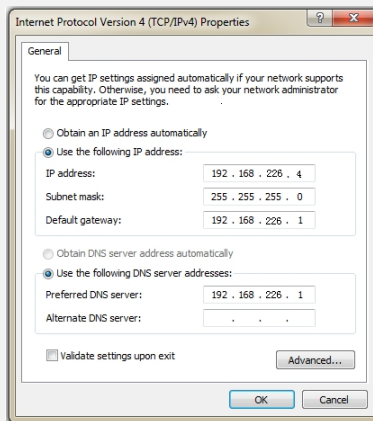 Internet Protocol Version 4 (TCP/IPv4) Properties
General
You can get IP settings assigned automatically if your network supports
this capability. Otherwise, you need to ask your network administrator
for the appropriate IP settings.
Obtain an IP address automatically
Use the following IP address:
IP address: 192 . 168 . 226 . 4
Subnet mask: 255 . 255 . 255 . 0
Default gateway: 192 . 168 . 226 . 1
Obtain DNS server address automatically
Use the following DNS server addresses:
Preferred DNS server: 192 . 168 . 226 . 1
Alternate DNS server: . . .
Validate settings upon exit
Advanced...
OK Cancel